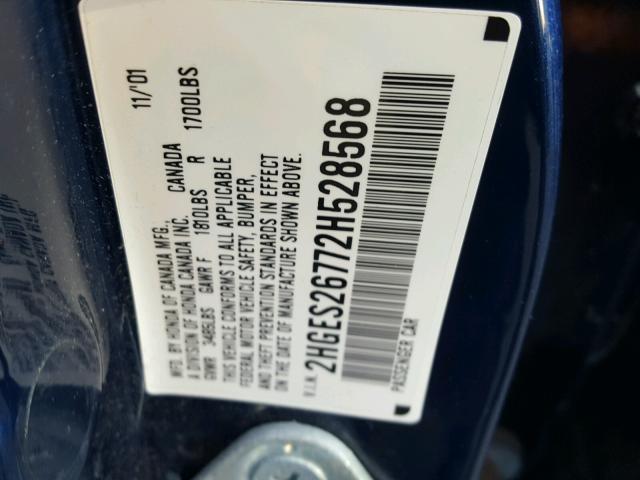 MFD. BY HONDA OF CANADA MFG. 11/'01
A DIVISION OF HONDA CANADA INC. CANADA
GVWR 3485LBS GAWR F 1810LBS R 1700LBS
THIS VEHICLE CONFORMS TO ALL APPLICABLE
FEDERAL MOTOR VEHICLE SAFETY, BUMPER,
AND THEFT PREVENTION STANDARDS IN EFFECT
ON THE DATE OF MANUFACTURE SHOWN ABOVE.
V.I.N. 2HGES26772H528568
PASSENGER CAR